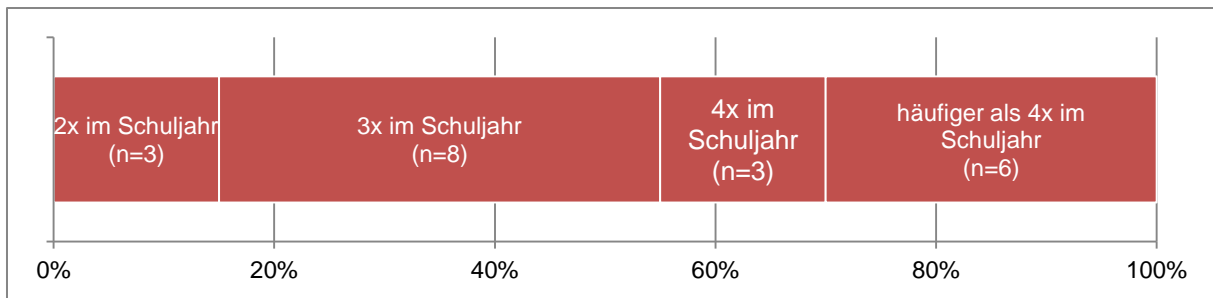 2x im Schuljahr
(n=3)
3x im Schuljahr
(n=8)
4x im
Schuljahr
(n=3)
häufiger als 4x im
Schuljahr
(n=6)
0%
20%
40%
60%
80%
100%